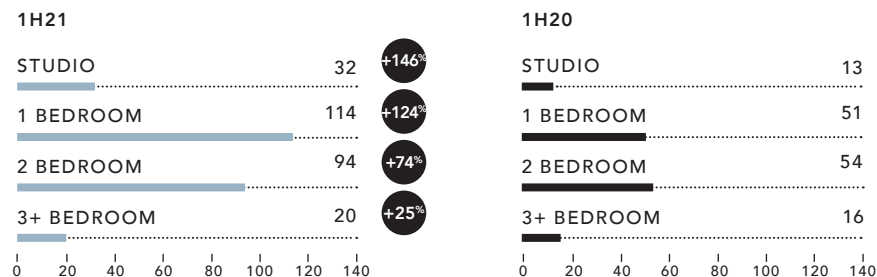 1H21
STUDIO 32 +146%
1 BEDROOM 114 +124%
2 BEDROOM 94 +74%
3+ BEDROOM 20 +25%
0 20 40 60 80 100 120 140
1H20
STUDIO 13
1 BEDROOM 51
2 BEDROOM 54
3+ BEDROOM 16
0 20 40 60 80 100 120 140